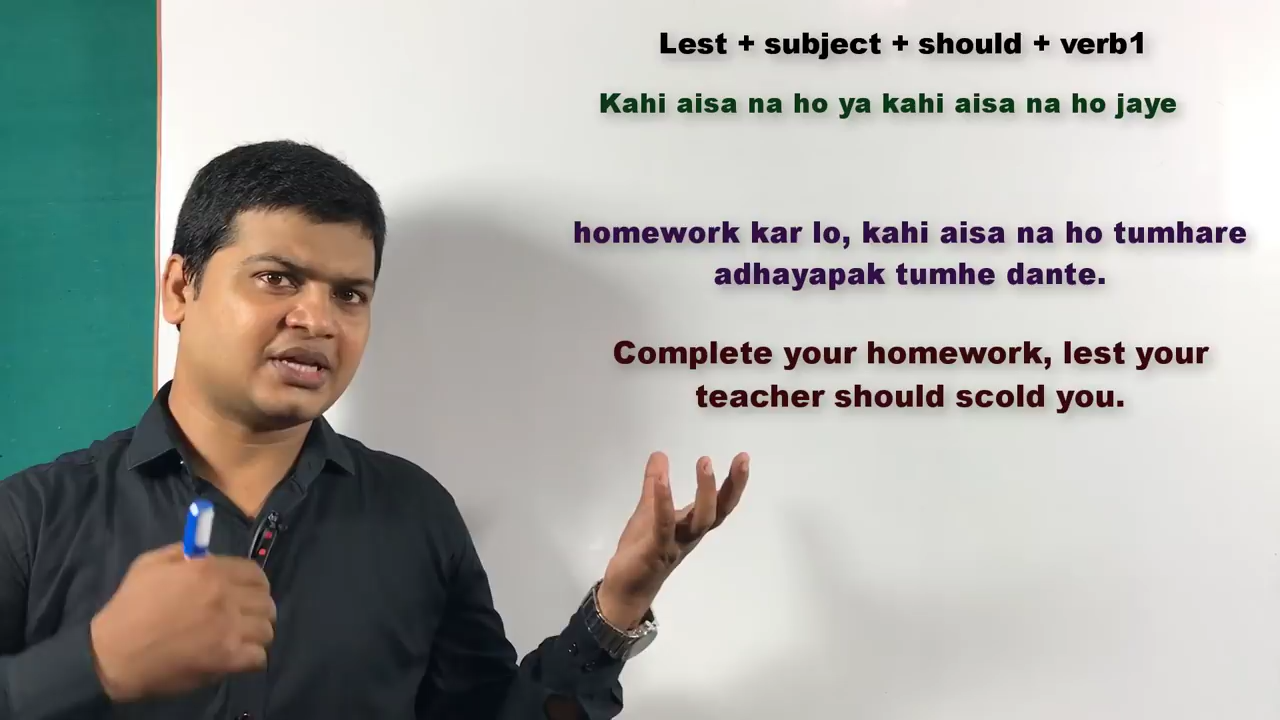 Lest + subject + should + verb1
Kahi aisa na ho ya kahi aisa na ho jaye
homework kar lo, kahi aisa na ho tumhare
adhayapak tumhe dante.
Complete your homework, lest your
teacher should scold you.